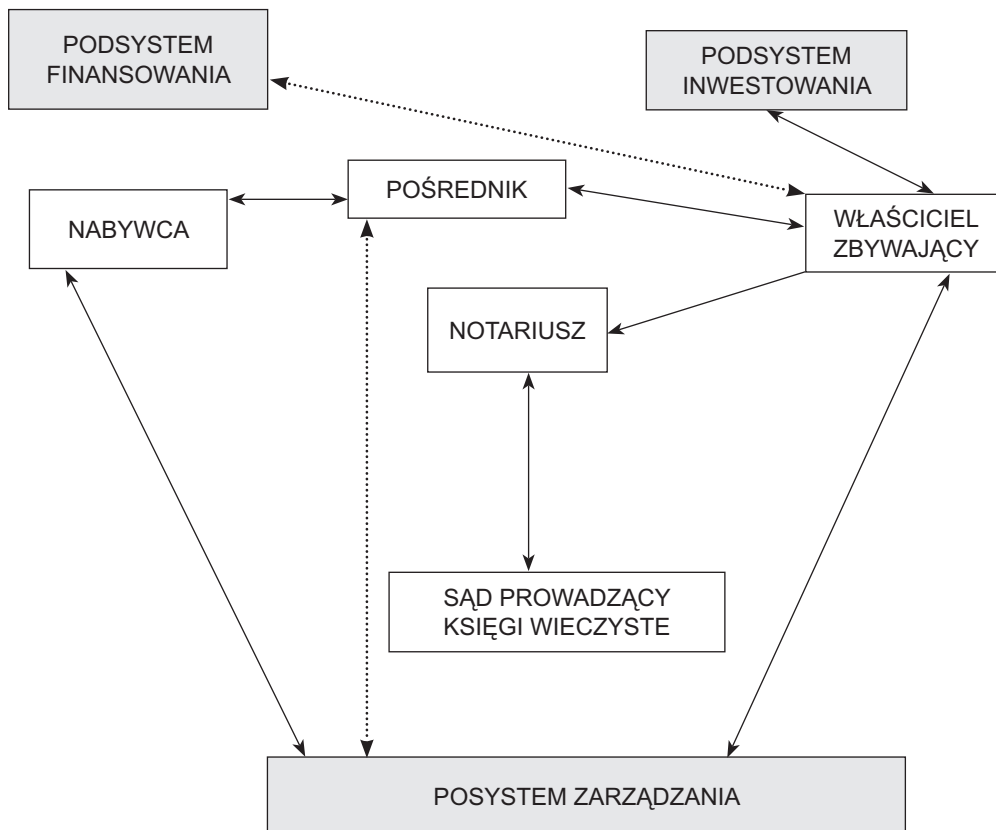 PODSYSTEM
FINANSOWANIA
PODSYSTEM
INWESTOWANIA
POŚREDNIK
NABYWCA
WŁAŚCICIEL
ZBYWAJĄCY
NOTARIUSZ
SĄD PROWADZĄCY
KSIĘGI WIECZYSTE
POSYSTEM ZARZĄDZANIA